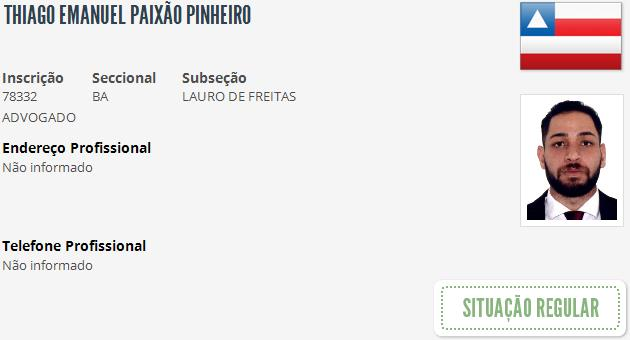 THIAGO EMANUEL PAIXÃO PINHEIRO
Inscrição Seccional Subseção
78332 BA LAURO DE FREITAS
ADVOGADO
Endereço Profissional
Não informado
Telefone Profissional
Não informado
SITUAÇÃO REGULAR